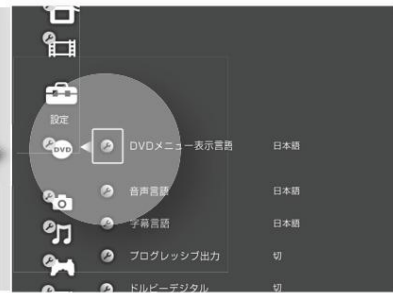 設定
DVD
DVDメニュー表示言語 日本語
音声言語 日本語
字幕言語 日本語
プログレッシブ出力 切
ドルビーデジタル 切